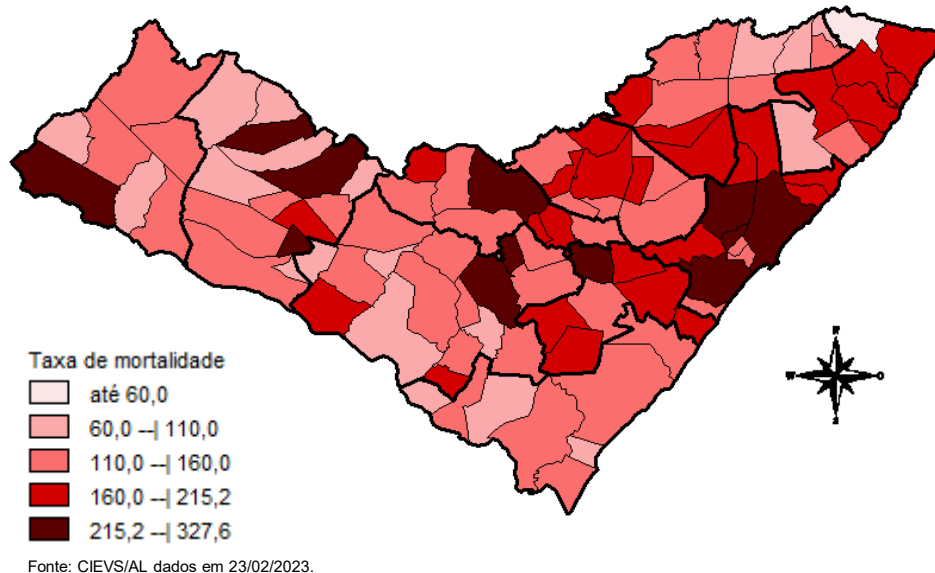 Taxa de mortalidade
até 60,0
60,0 --| 110,0
110,0 --| 160,0
160,0 --| 215,2
215,2 --| 327,6
Fonte: CIEVS/AL dados em 23/02/2023.
W